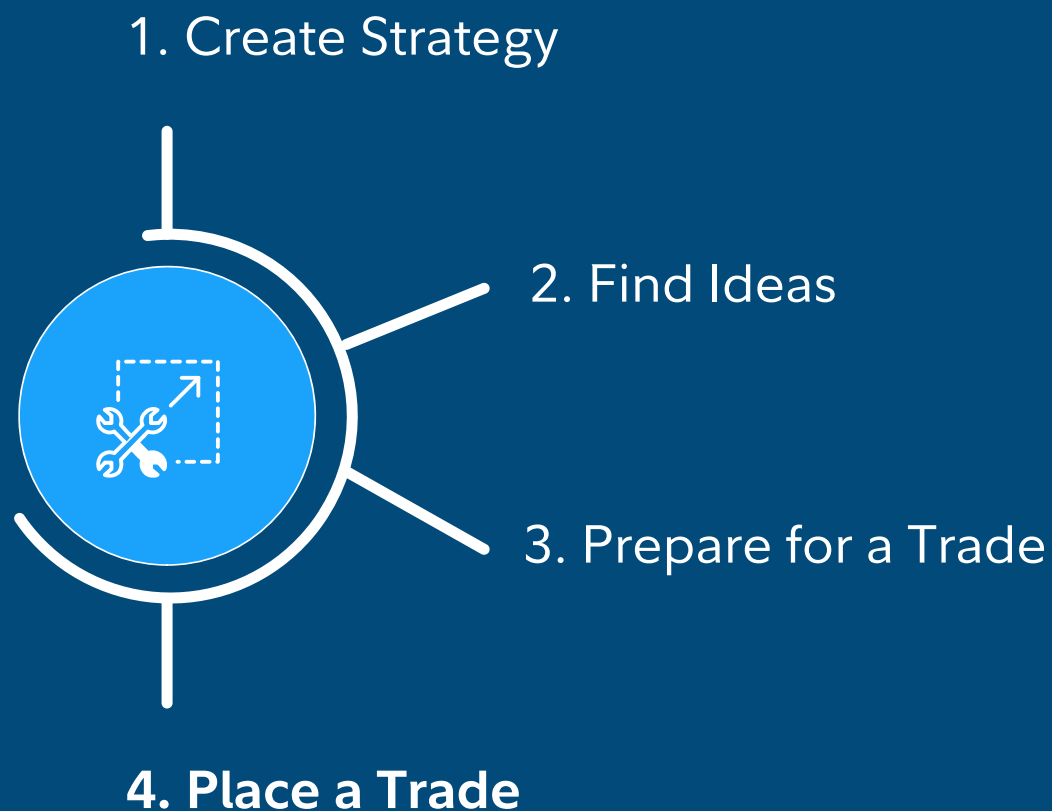 1. Create Strategy
2. Find Ideas
3. Prepare for a Trade
4. Place a Trade